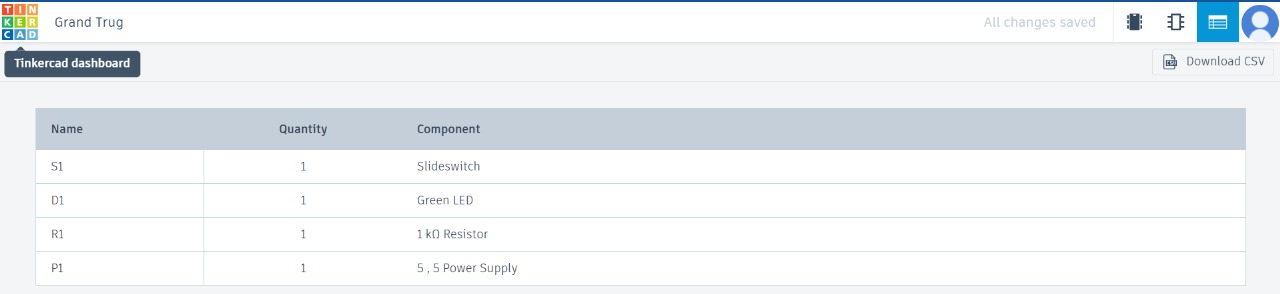 TIN
KER
CAD
Grand Trug
All changes saved
Tinkercad dashboard
CSV
Download CSV
Name Quantity Component
S1 1 Slideswitch
D1 1 Green LED
R1 1 1 kΩ Resistor
P1 1 5 , 5 Power Supply